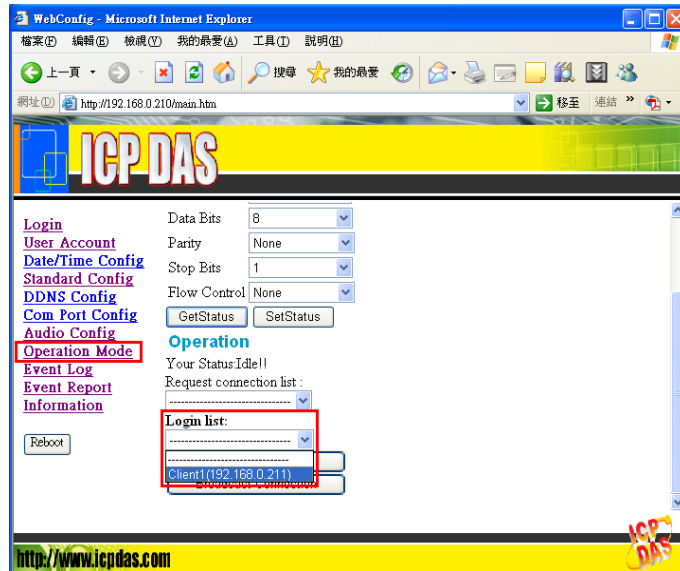 WebConfig - Microsoft Internet Explorer
檔案(F) 編輯(E) 檢視(V) 我的最愛(A) 工具(T) 說明(H)
上一頁 搜尋 我的最愛
網址(D) http://192.168.0.210/main.htm 移至 連結 »
ICP DAS
Login
User Account
Date/Time Config
Standard Config
DDNS Config
Com Port Config
Audio Config
Operation Mode
Event Log
Event Report
Information
Reboot
Data Bits 8
Parity None
Stop Bits 1
Flow Control None
GetStatus SetStatus
Operation
Your Status:Idle!!
Request connection list :
--------------------------------
Login list:
--------------------------------
--------------------------------
Client1(192.168.0.211)
http://www.icpdas.com
ICP DAS